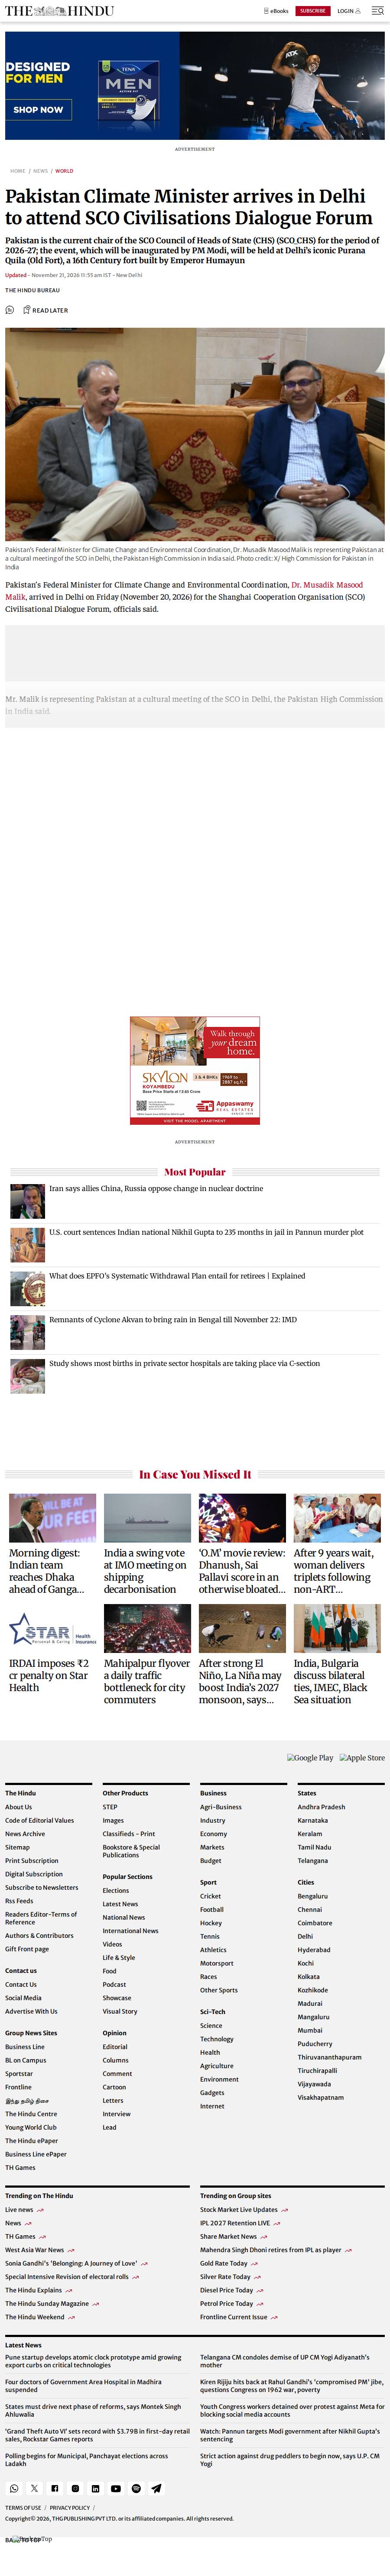 THE HINDU
eBooks
SUBSCRIBE
LOGIN
DESIGNED
FOR MEN
SHOP NOW
TENA
MEN
ADVERTISEMENT
HOME / NEWS / WORLD
Pakistan Climate Minister arrives in Delhi
to attend SCO Civilisations Dialogue Forum
Pakistan is the current chair of the SCO Council of Heads of State (CHS) (SCO_CHS) for the period of
2026-27; the event, which will be inaugurated by PM Modi, will be held at Delhi's iconic Purana
Quila (Old Fort), a 16th Century fort built by Emperor Humayun
Updated - November 21, 2026 11:55 am IST - New Delhi
THE HINDU BUREAU
READ LATER
Pakistan's Federal Minister for Climate Change and Environmental Coordination, Dr. Musadik Masood Malik is representing Pakistan at
a cultural meeting of the SCO in Delhi, the Pakistan High Commission in India said. Photo credit: X/ High Commission for Pakistan in
India
Pakistan's Federal Minister for Climate Change and Environmental Coordination, Dr. Musadik Masood
Malik, arrived in Delhi on Friday (November 20, 2026) for the Shanghai Cooperation Organisation (SCO)
Civilisational Dialogue Forum, officials said.
Mr. Malik is representing Pakistan at a cultural meeting of the SCO in Delhi, the Pakistan High Commission
in India said.
Walk through
your dream
home.
SKYLON
KOYAMBEDU
3 & 4 BHKs
Base Price Starts ₹ 1.83 Crore
Appaswamy
REAL ESTATES
VISIT THE MODEL APARTMENT
ADVERTISEMENT
Most Popular
Iran says allies China, Russia oppose change in nuclear doctrine
U.S. court sentences Indian national Nikhil Gupta to 235 months in jail in Pannun murder plot
What does EPFO's Systematic Withdrawal Plan entail for retirees | Explained
Remnants of Cyclone Akvan to bring rain in Bengal till November 22: IMD
Study shows most births in private sector hospitals are taking place via C-section
In Case You Missed It
Morning digest:
Indian team
reaches Dhaka
ahead of Ganga...
India a swing vote
at IMO meeting on
shipping
decarbonisation
'O.M' movie review:
Dhanush, Sai
Pallavi score in an
otherwise bloated...
After 9 years wait,
woman delivers
triplets following
non-ART...
STAR Health
Personal & Caring Insurance
IRDAI imposes ₹2
cr penalty on Star
Health
Mahipalpur flyover
a daily traffic
bottleneck for city
commuters
After strong El
Niño, La Niña may
boost India's 2027
monsoon, says...
India, Bulgaria
discuss bilateral
ties, IMEC, Black
Sea situation
Google Play
Apple Store
The Hindu
About Us
Code of Editorial Values
News Archive
Sitemap
Print Subscription
Digital Subscription
Subscribe to Newsletters
Rss Feeds
Readers Editor-Terms of
Reference
Authors & Contributors
Gift Front page
Contact us
Contact Us
Social Media
Advertise With Us
Group News Sites
Business Line
BL on Campus
Sportstar
Frontline
இந்து தமிழ் திசை
The Hindu Centre
Young World Club
The Hindu ePaper
Business Line ePaper
TH Games
Other Products
STEP
Images
Classifieds - Print
Bookstore & Special
Publications
Popular Sections
Elections
Latest News
National News
International News
Videos
Life & Style
Food
Podcast
Showcase
Visual Story
Opinion
Editorial
Columns
Comment
Cartoon
Letters
Interview
Lead
Business
Agri-Business
Industry
Economy
Markets
Budget
Sport
Cricket
Football
Hockey
Tennis
Athletics
Motorsport
Races
Other Sports
Sci-Tech
Science
Technology
Health
Agriculture
Environment
Gadgets
Internet
States
Andhra Pradesh
Karnataka
Keralam
Tamil Nadu
Telangana
Cities
Bengaluru
Chennai
Coimbatore
Delhi
Hyderabad
Kochi
Kolkata
Kozhikode
Madurai
Mangaluru
Mumbai
Puducherry
Thiruvananthapuram
Tiruchirapalli
Vijayawada
Visakhapatnam
Trending on The Hindu
Live news
News
TH Games
West Asia War News
Sonia Gandhi's 'Belonging: A Journey of Love'
Special Intensive Revision of electoral rolls
The Hindu Explains
The Hindu Sunday Magazine
The Hindu Weekend
Trending on Group sites
Stock Market Live Updates
IPL 2027 Retention LIVE
Share Market News
Mahendra Singh Dhoni retires from IPL as player
Gold Rate Today
Silver Rate Today
Diesel Price Today
Petrol Price Today
Frontline Current Issue
Latest News
Pune startup develops atomic clock prototype amid growing
export curbs on critical technologies
Telangana CM condoles demise of UP CM Yogi Adiyanath's
mother
Four doctors of Government Area Hospital in Madhira
suspended
Kiren Rijiju hits back at Rahul Gandhi's 'compromised PM' jibe,
questions Congress on 1962 war, poverty
States must drive next phase of reforms, says Montek Singh
Ahluwalia
Youth Congress workers detained over protest against Meta for
blocking social media accounts
'Grand Theft Auto VI' sets record with $3.79B in first-day retail
sales, Rockstar Games reports
Watch: Pannun targets Modi government after Nikhil Gupta's
sentencing
Polling begins for Municipal, Panchayat elections across
Ladakh
Strict action against drug peddlers to begin now, says U.P. CM
Yogi
TERMS OF USE / PRIVACY POLICY /
Copyright© 2026, THG PUBLISHING PVT LTD. or its affiliated companies. All rights reserved.
BACK TO TOP